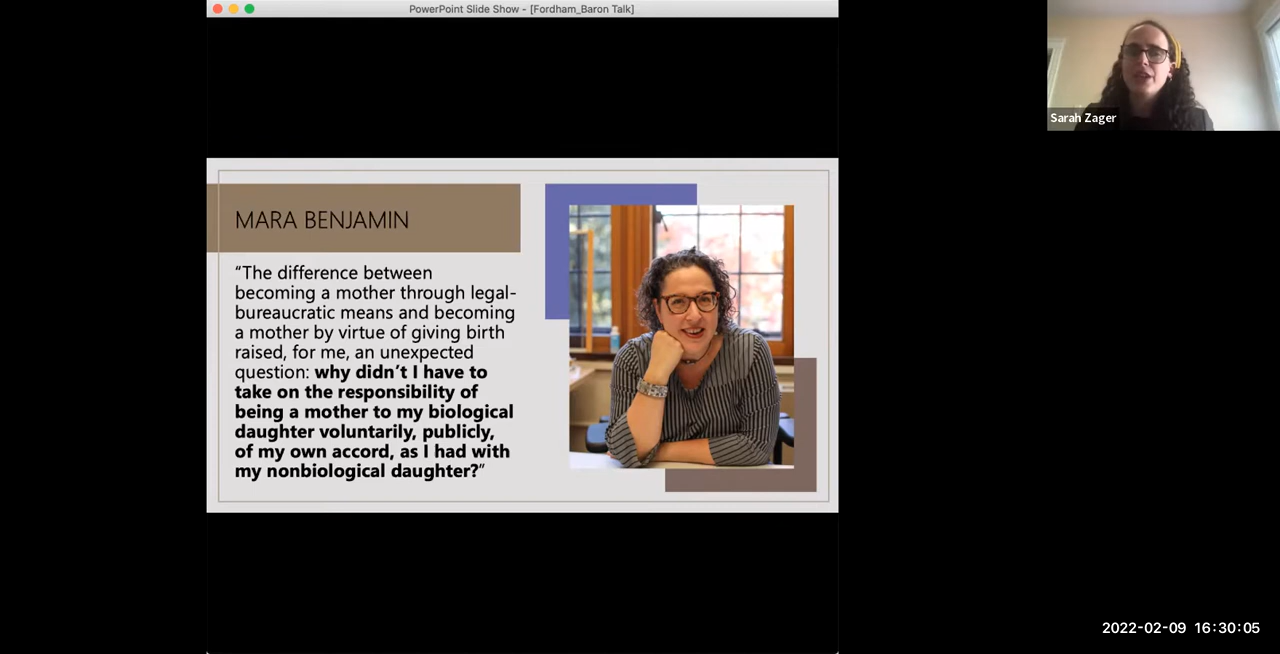 PowerPoint Slide Show - [Fordham_Baron Talk]
Sarah Zager
MARA BENJAMIN
“The difference between
becoming a mother through legal-
bureaucratic means and becoming
a mother by virtue of giving birth
raised, for me, an unexpected
question: why didn’t I have to
take on the responsibility of
being a mother to my biological
daughter voluntarily, publicly,
of my own accord, as I had with
my nonbiological daughter?”
2022-02-09 16:30:05